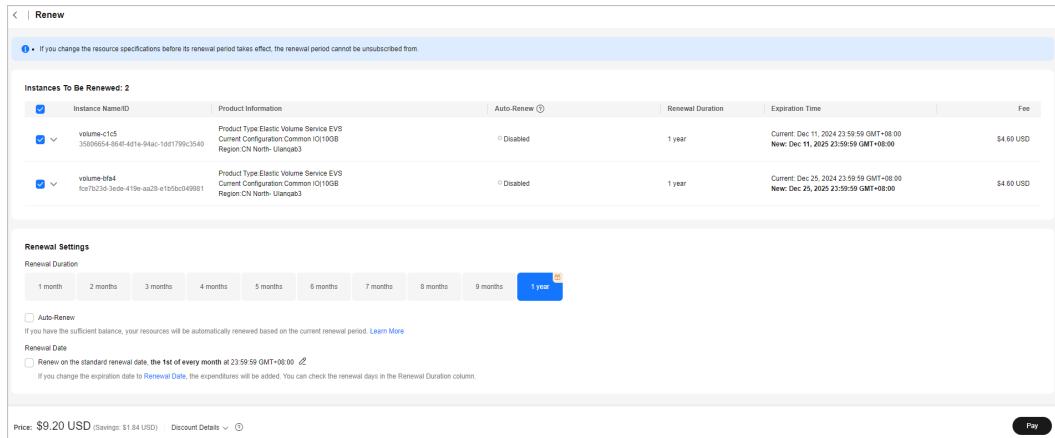 Renew
If you change the resource specifications before its renewal period takes effect, the renewal period cannot be unsubscribed from.
Instances To Be Renewed: 2
Instance Name/ID Product Information Auto-Renew Renewal Duration Expiration Time Fee
volume-c1c5
35806654-864f-4d1e-94ac-1dd1799c3540
Product Type:Elastic Volume Service EVS
Current Configuration:Common IO|10GB
Region:CN North- Ulanqab3
Disabled
1 year
Current: Dec 11, 2024 23:59:59 GMT+08:00
New: Dec 11, 2025 23:59:59 GMT+08:00
$4.60 USD
volume-bfa4
fce7b23d-3ede-419e-aa28-e1b5bc049981
Product Type:Elastic Volume Service EVS
Current Configuration:Common IO|10GB
Region:CN North- Ulanqab3
Disabled
1 year
Current: Dec 25, 2024 23:59:59 GMT+08:00
New: Dec 25, 2025 23:59:59 GMT+08:00
$4.60 USD
Renewal Settings
Renewal Duration
1 month 2 months 3 months 4 months 5 months 6 months 7 months 8 months 9 months 1 year
Auto-Renew
If you have the sufficient balance, your resources will be automatically renewed based on the current renewal period. Learn More
Renewal Date
Renew on the standard renewal date, the 1st of every month at 23:59:59 GMT+08:00
If you change the expiration date to Renewal Date, the expenditures will be added. You can check the renewal days in the Renewal Duration column.
Price: $9.20 USD (Savings: $1.84 USD) Discount Details
Pay